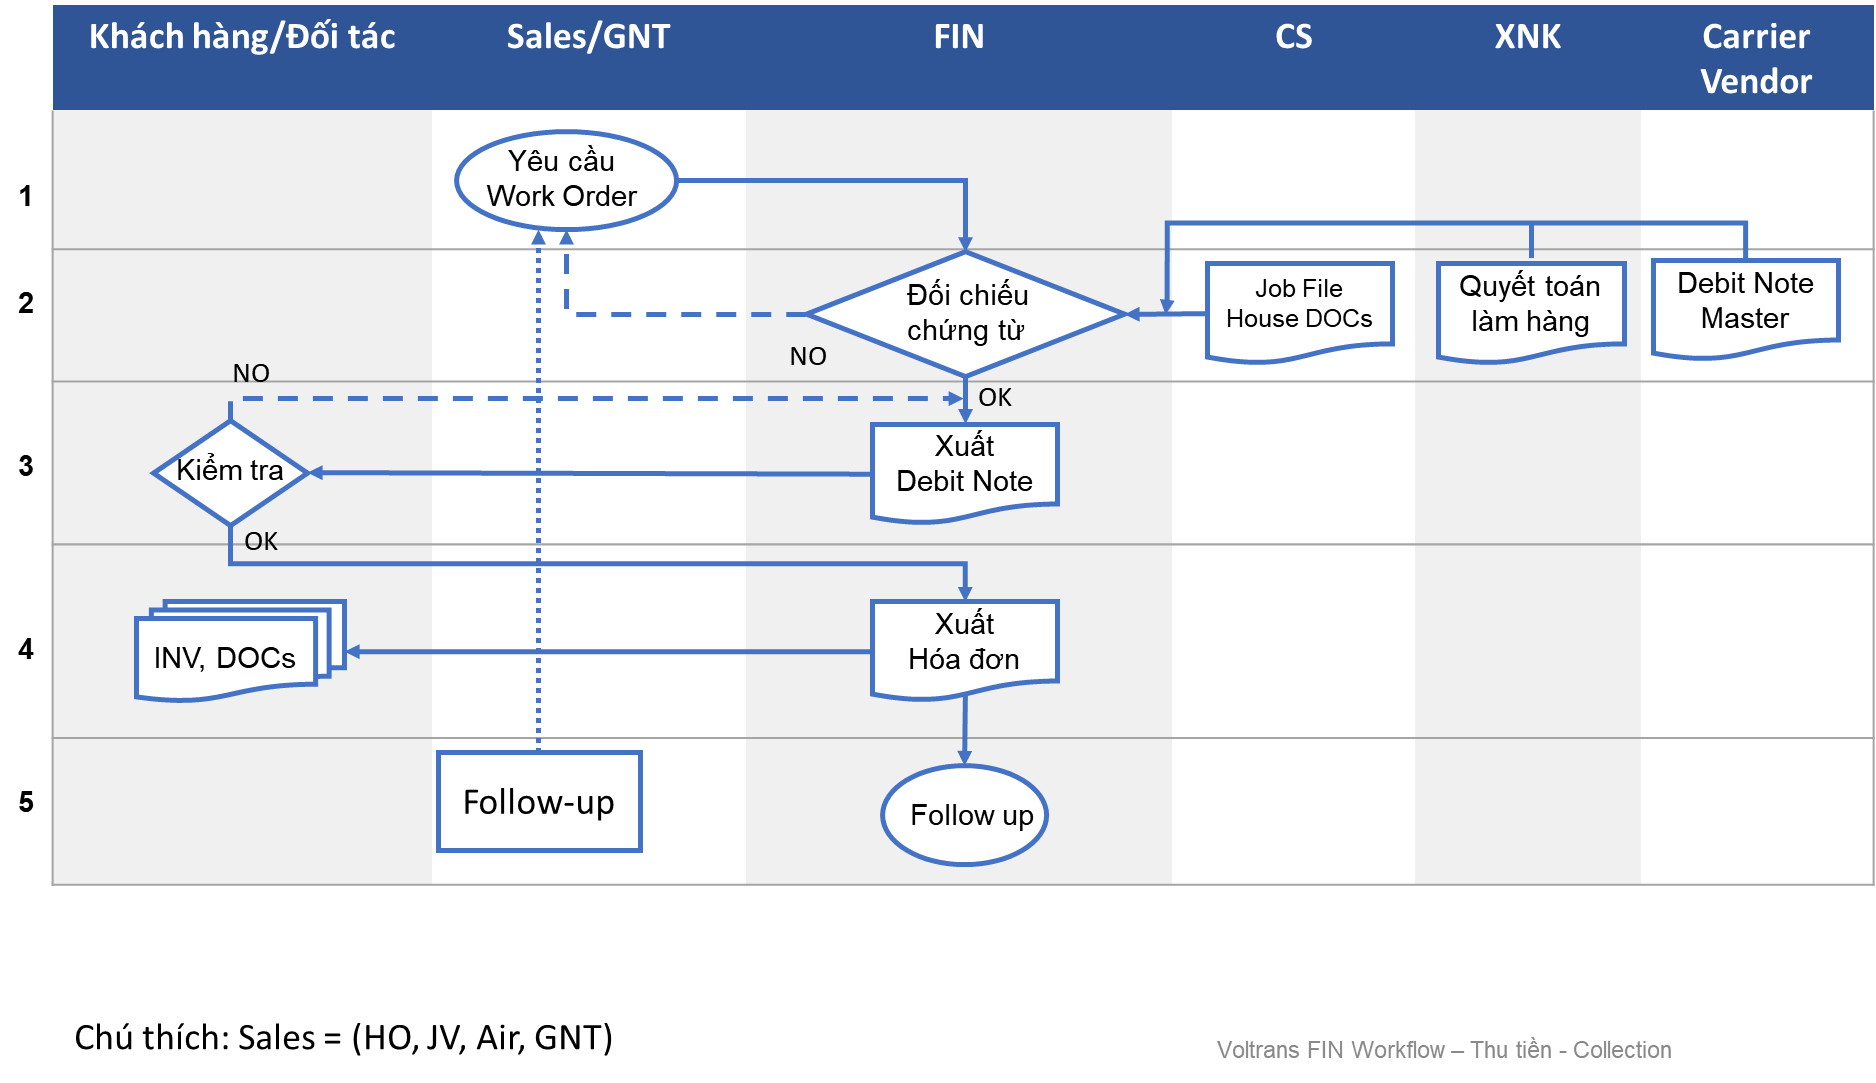 Khách hàng/Đối tác
Sales/GNT
FIN
CS
XNK
Carrier
Vendor
1
Yêu cầu
Work Order
2
Đối chiếu
chứng từ
Job File
House DOCs
Quyết toán
làm hàng
Debit Note
Master
NO
NO
OK
3
Kiểm tra
Xuất
Debit Note
OK
4
INV, DOCs
Xuất
Hóa đơn
5
Follow-up
Follow up
Chú thích: Sales = (HO, JV, Air, GNT)
Voltrans FIN Workflow – Thu tiền - Collection